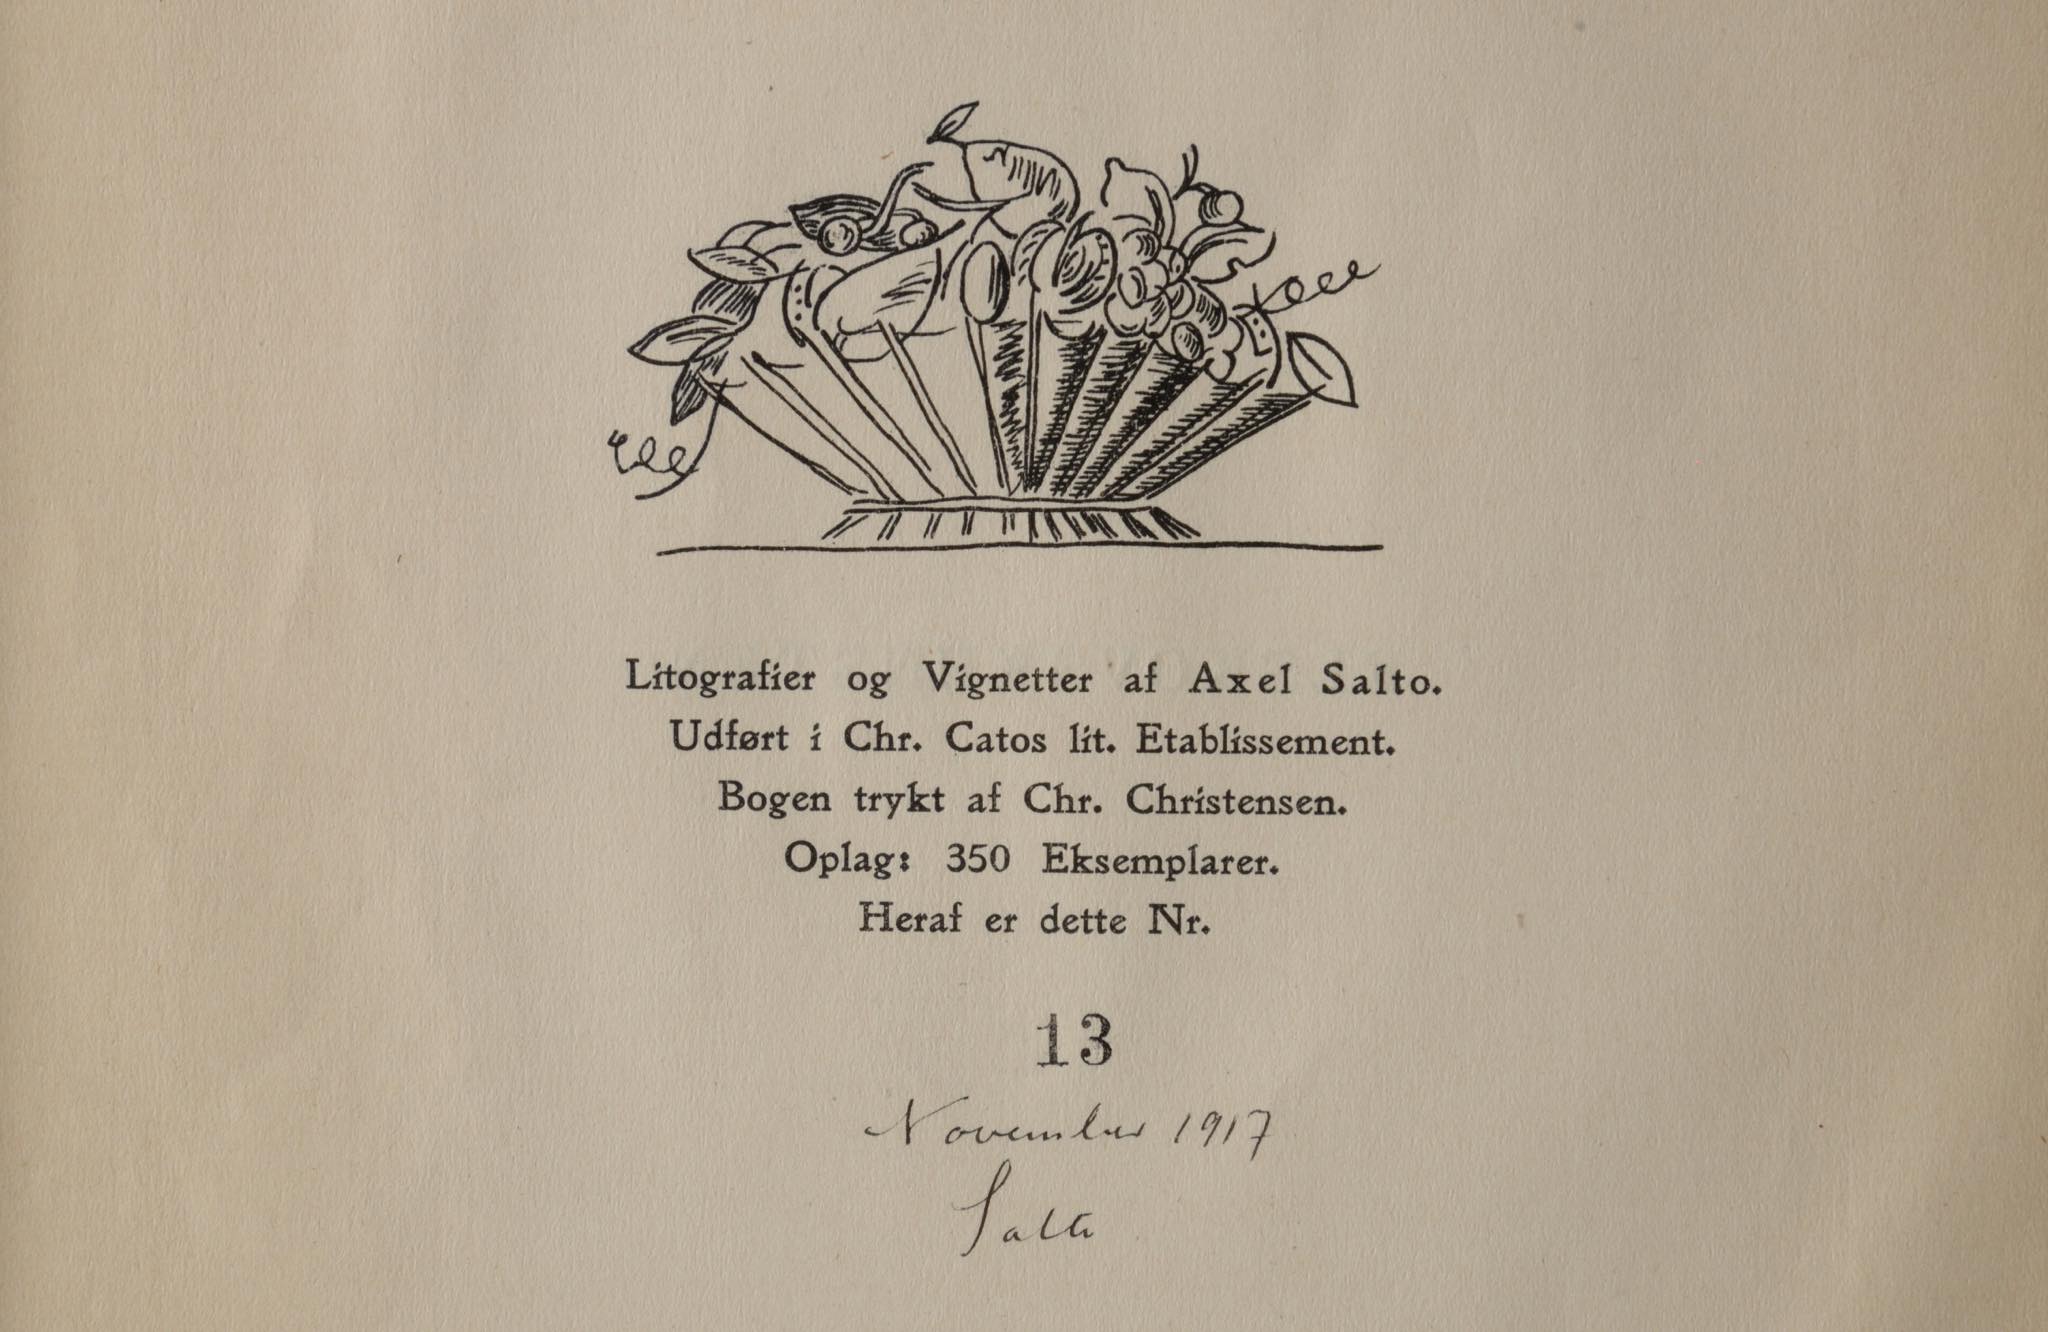 Litografier og Vignetter af Axel Salto.
Udført i Chr. Catos lit. Etablissement.
Bogen trykt af Chr. Christensen.
Oplag: 350 Eksemplarer.
Heraf er dette Nr.
13
November 1917
Salto